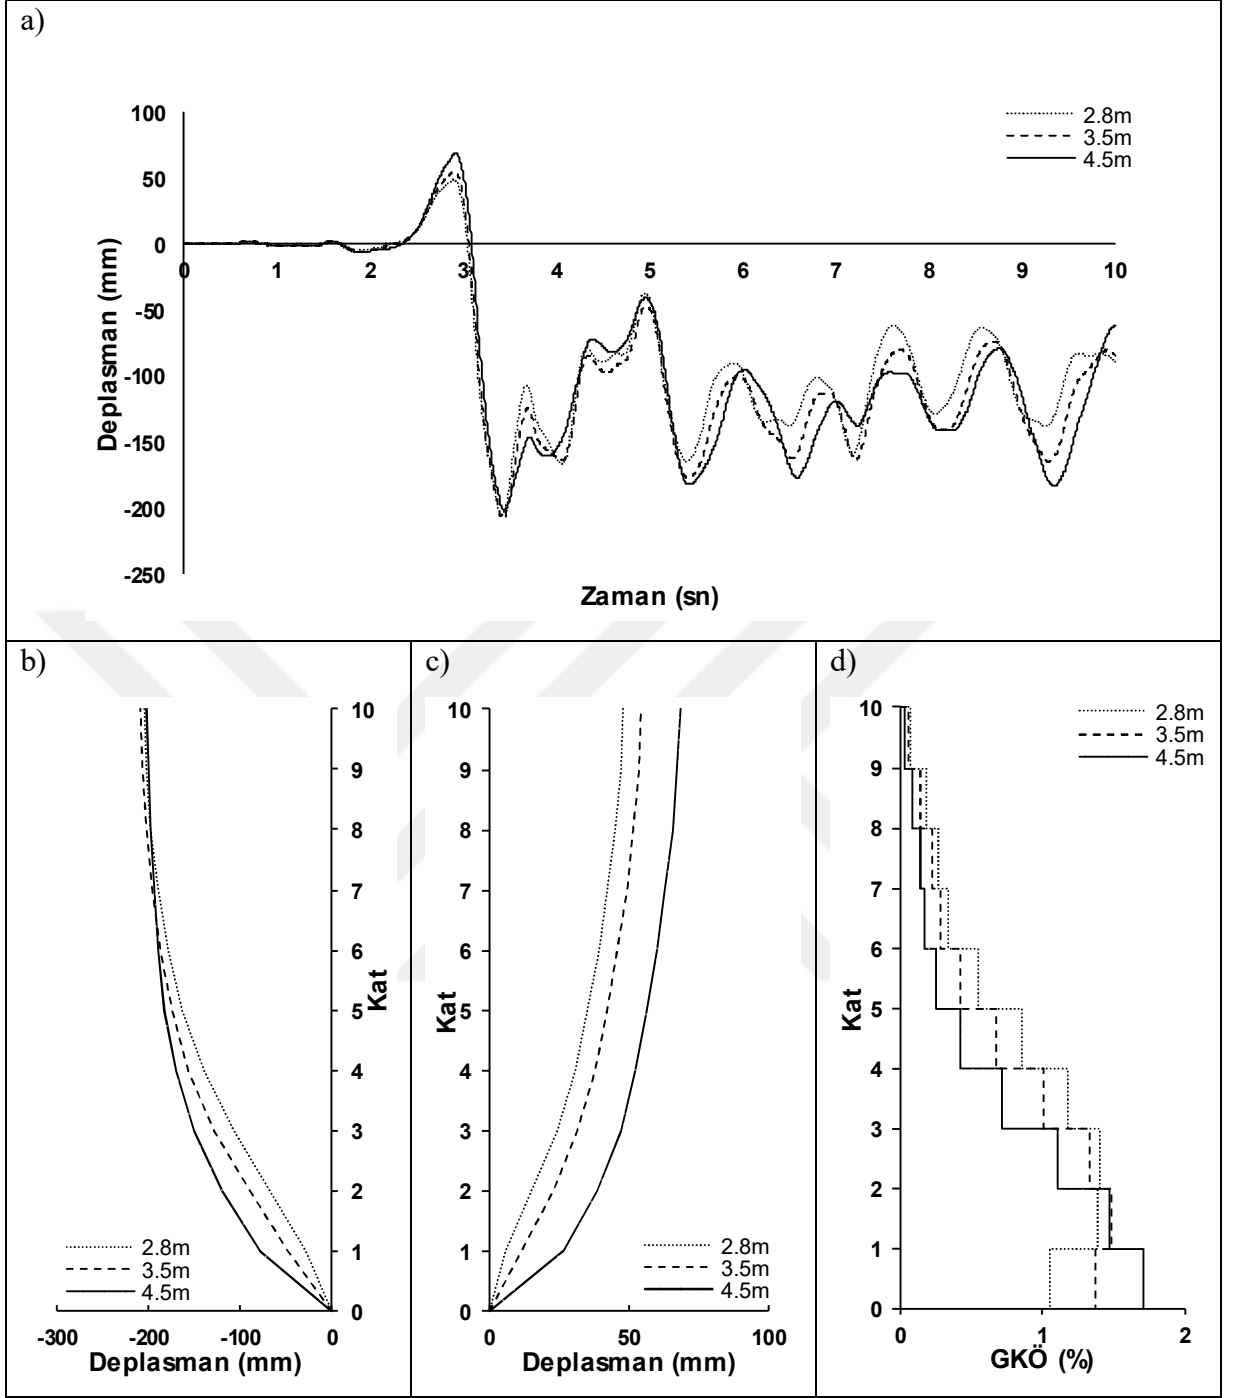 a)
100
50
0
-50
-100
-150
-200
-250
Deplasman (mm)
0 1 2 3 4 5 6 7 8 9 10
Zaman (sn)
2.8m
3.5m
4.5m
b)
10
9
8
7
6
5
4
3
2
1
0
Kat
2.8m
3.5m
4.5m
-300 -200 -100 0
Deplasman (mm)
c)
10
9
8
7
6
5
4
3
2
1
0
Kat
2.8m
3.5m
4.5m
0 50 100
Deplasman (mm)
d)
10
9
8
7
6
5
4
3
2
1
0
Kat
2.8m
3.5m
4.5m
0 1 2
GKÖ (%)